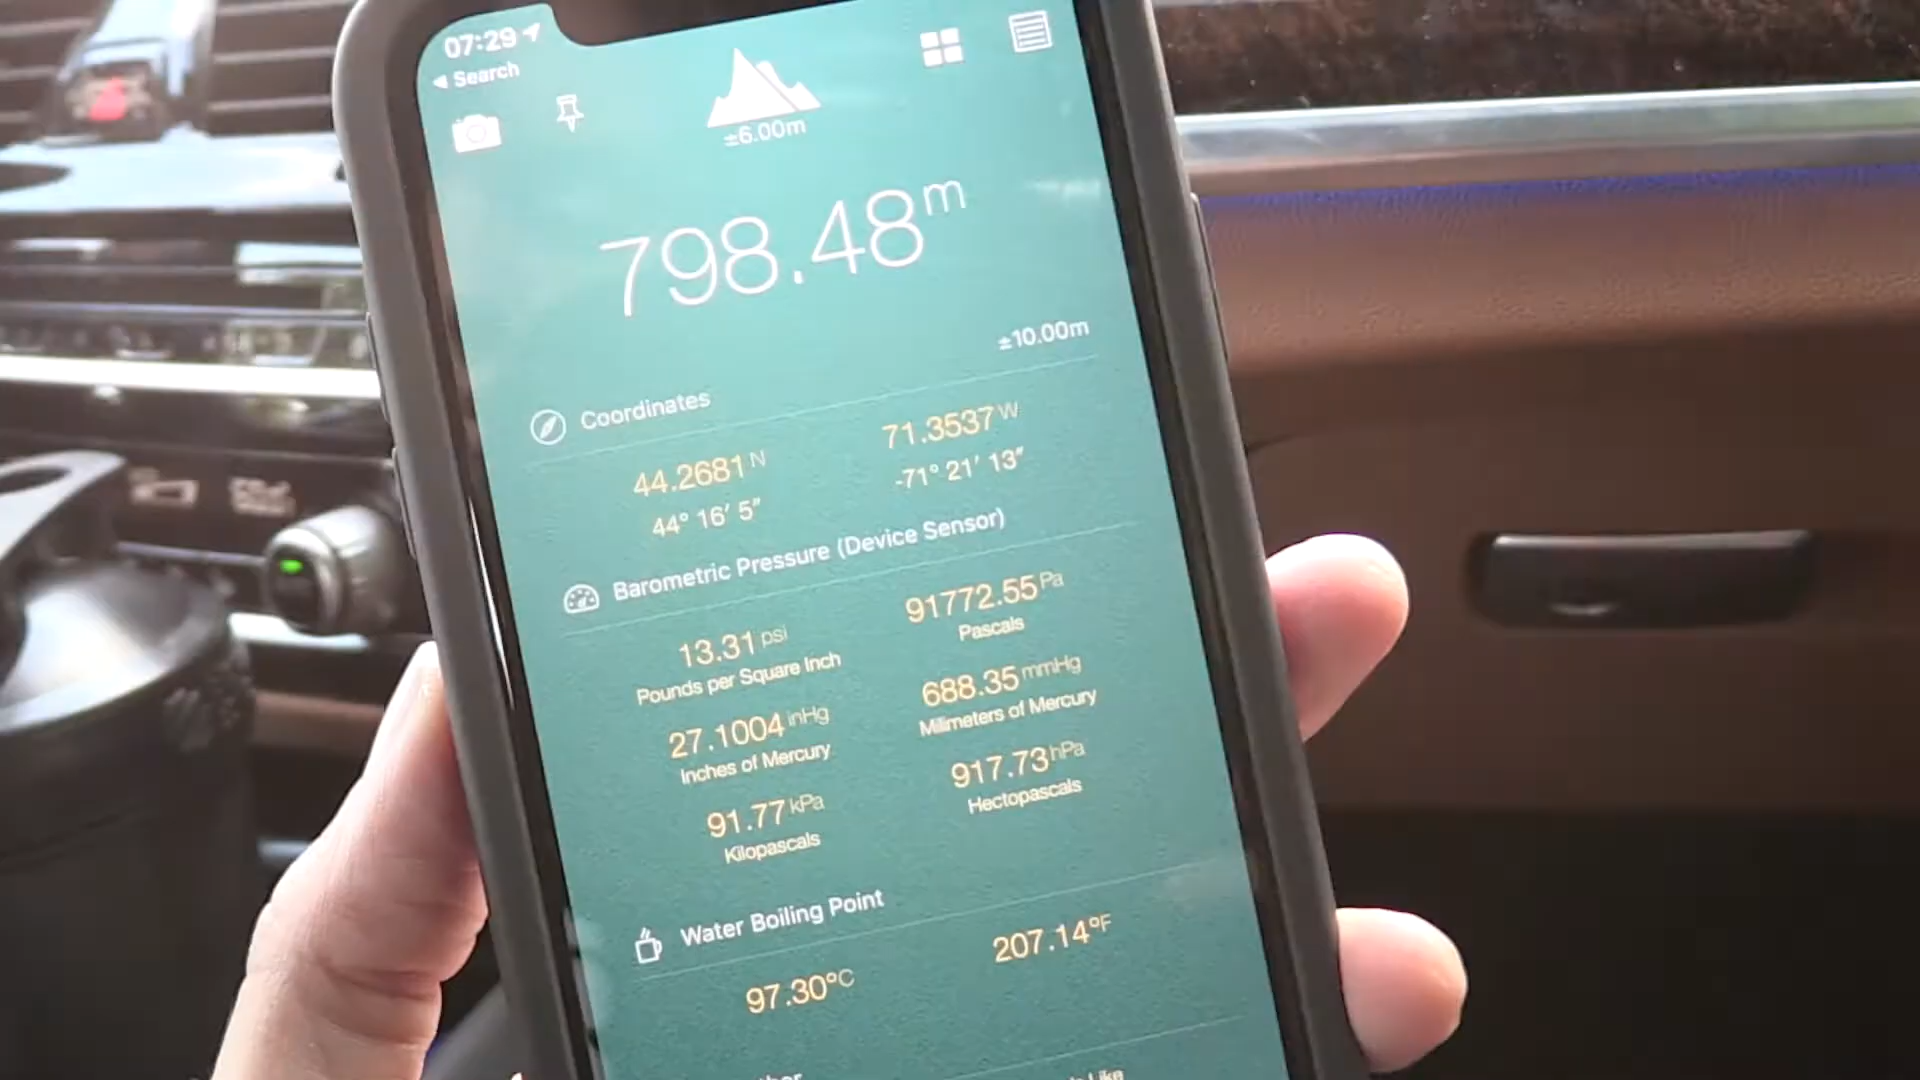 07:29
◀ Search
±6.00m
798.48m
±10.00m
Coordinates
44.2681 N
71.3537 W
44° 16′ 5″
-71° 21′ 13″
Barometric Pressure (Device Sensor)
13.31 psi
Pounds per Square Inch
91772.55 Pa
Pascals
27.1004 inHg
Inches of Mercury
688.35 mmHg
Milimeters of Mercury
91.77 kPa
Kilopascals
917.73 hPa
Hectopascals
Water Boiling Point
97.30°C
207.14°F
Like